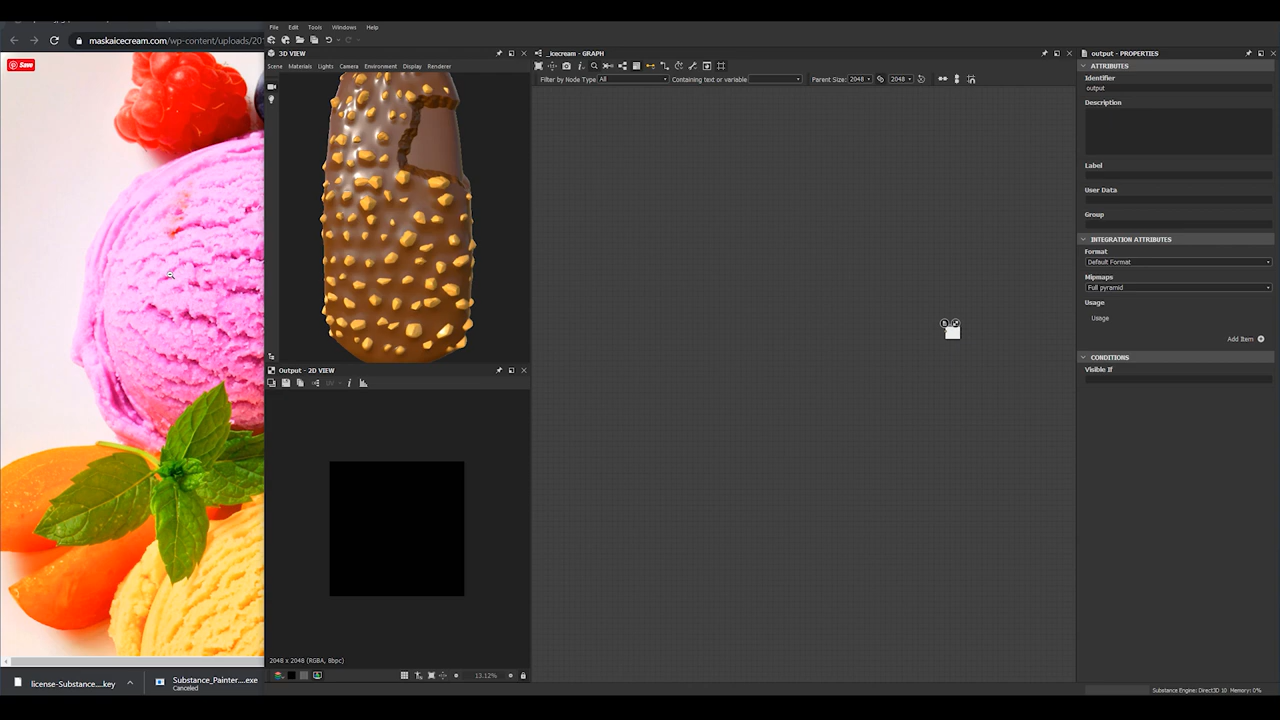 maskaicecream.com/wp-content/uploads/201
Save
license-Substance....key
Substance_Painter....exe
Canceled
File Edit Tools Windows Help
3D VIEW
Scene Materials Lights Camera Environment Display Renderer
Output - 2D VIEW
2048 x 2048 (RGBA, 8bpc)
13.12%
_icecream - GRAPH
Filter by Node Type All Containing text or variable Parent Size: 2048 2048
output - PROPERTIES
ATTRIBUTES
Identifier
output
Description
Label
User Data
Group
INTEGRATION ATTRIBUTES
Format
Default Format
Mipmaps
Full pyramid
Usage
Usage
Add Item
CONDITIONS
Visible If
Substance Engine: Direct3D 10 Memory: 0%